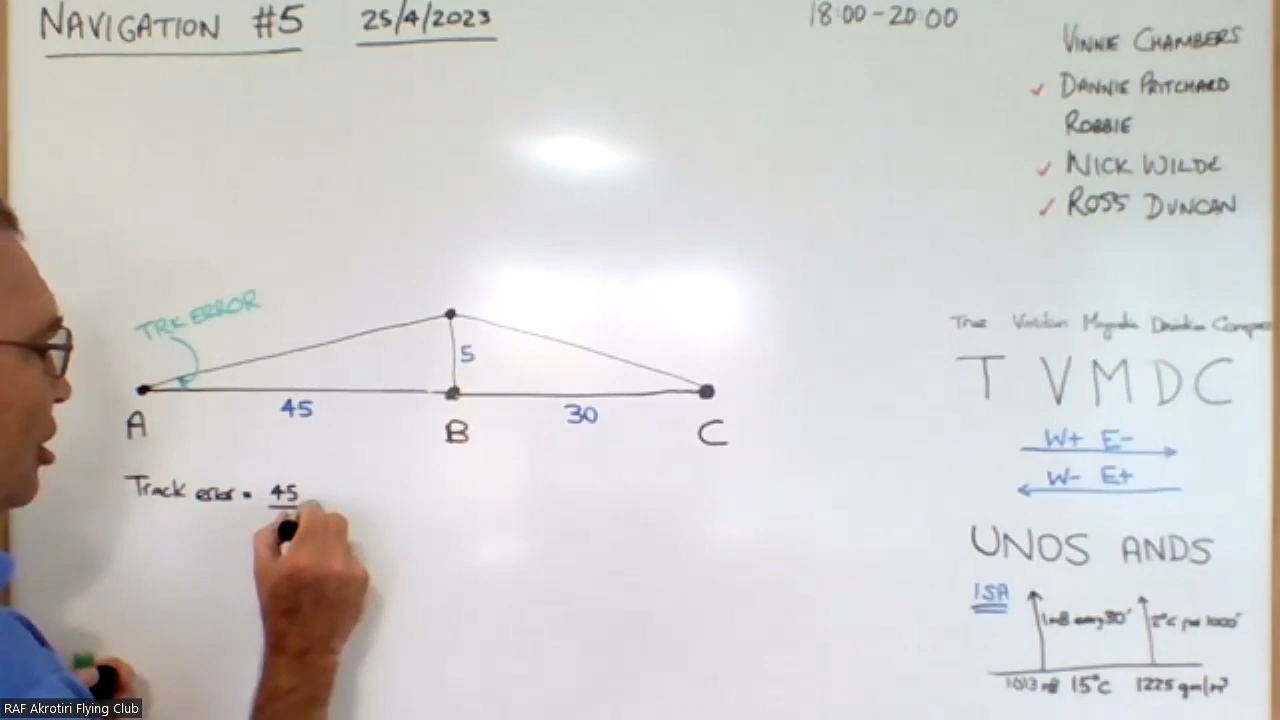 NAVIGATION #5
25/4/2023
18:00-20:00
VINNIE CHAMBERS
✓ DANNIE PRITCHARD
ROBBIE
✓ NICK WILDE
✓ ROSS DUNCAN
TRK ERROR
5
45
30
A
B
C
Track error = 45
True Variation Magnetic Deviation Compass
T V M D C
W+ E-
W- E+
UNOS ANDS
ISA
1mB every 30'
2°C per 1000'
1013 mB 15°C 1225 gm/m³
RAF Akrotiri Flying Club